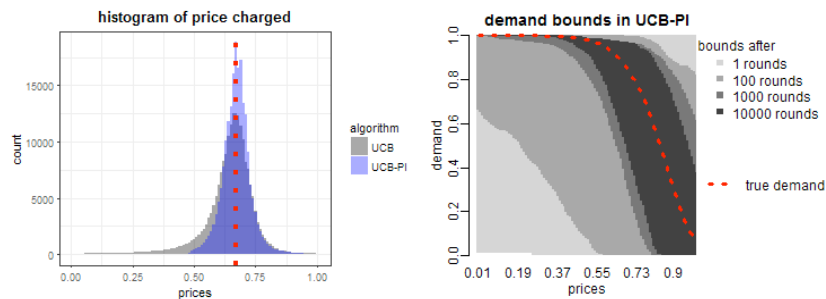 histogram of price charged
15000
10000
5000
0
count
0.00 0.25 0.50 0.75 1.00
prices
algorithm
UCB
UCB-PI
demand bounds in UCB-PI
1.0
0.8
0.6
0.4
0.2
0.0
demand
0.01 0.19 0.37 0.55 0.73 0.9
prices
bounds after
1 rounds
100 rounds
1000 rounds
10000 rounds
true demand